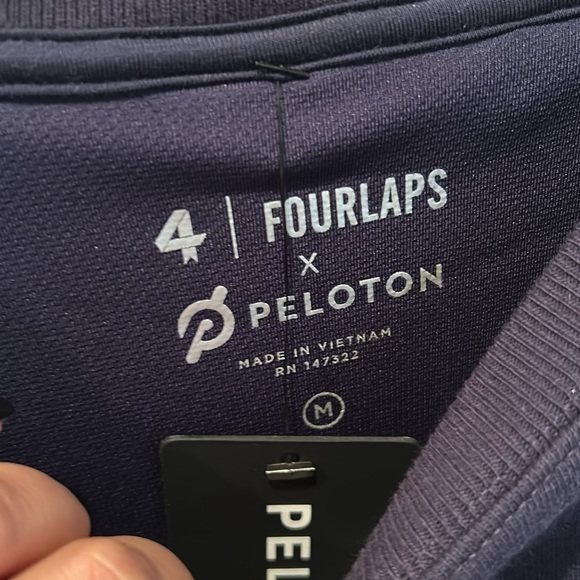 4 | FOURLAPS
X
PELOTON
MADE IN VIETNAM
RN 147322
M
PEL